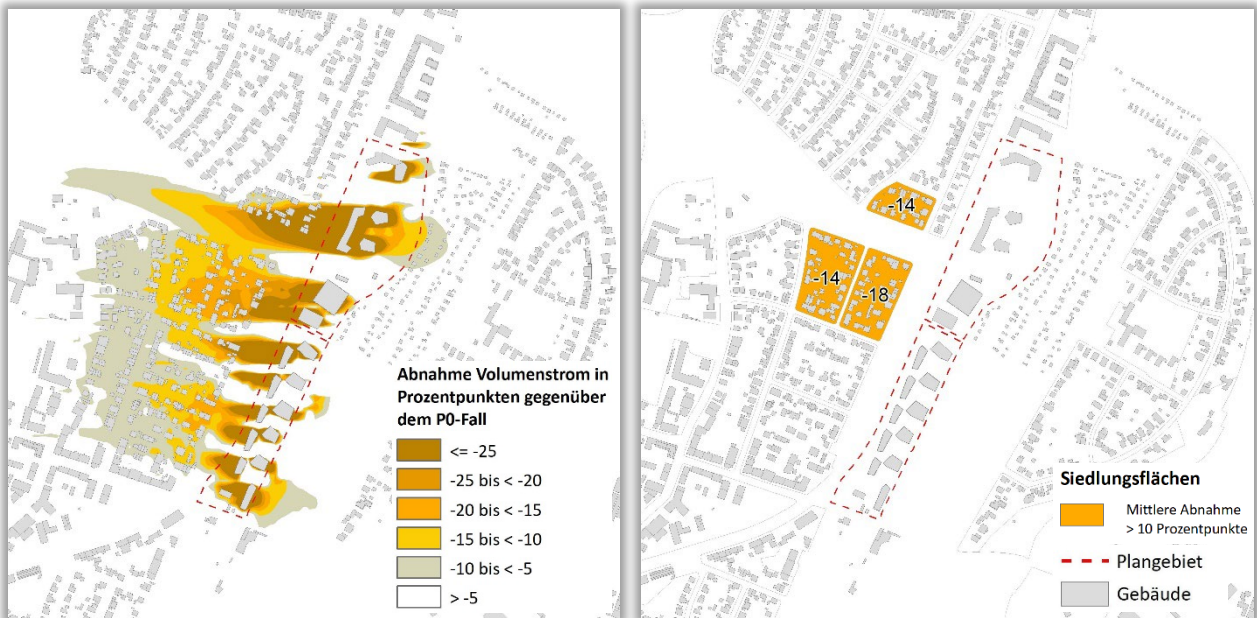 Abnahme Volumenstrom in
Prozentpunkten gegenüber
dem P0-Fall
<= -25
-25 bis < -20
-20 bis < -15
-15 bis < -10
-10 bis < -5
> -5
-14
-14
-18
Siedlungsflächen
Mittlere Abnahme
> 10 Prozentpunkte
Plangebiet
Gebäude